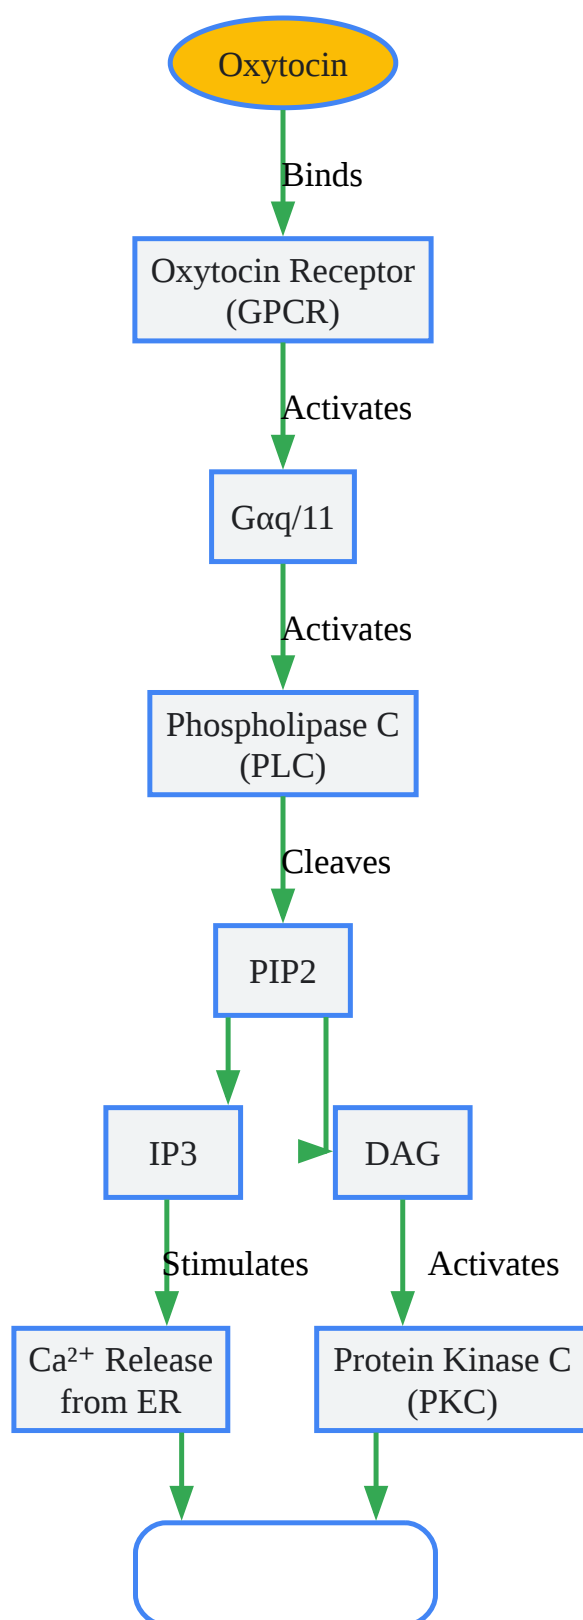 Oxytocin
Binds
Oxytocin Receptor
(GPCR)
Activates
Gαq/11
Activates
Phospholipase C
(PLC)
Cleaves
PIP2
IP3
DAG
Stimulates
Activates
Ca²⁺ Release
from ER
Protein Kinase C
(PKC)